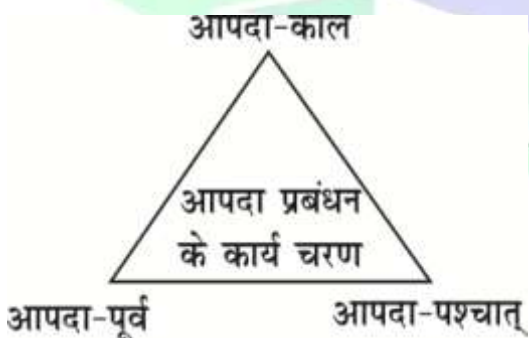 आपदा-काल
आपदा प्रबंधन
के कार्य चरण
आपदा-पूर्व
आपदा-पश्चात्